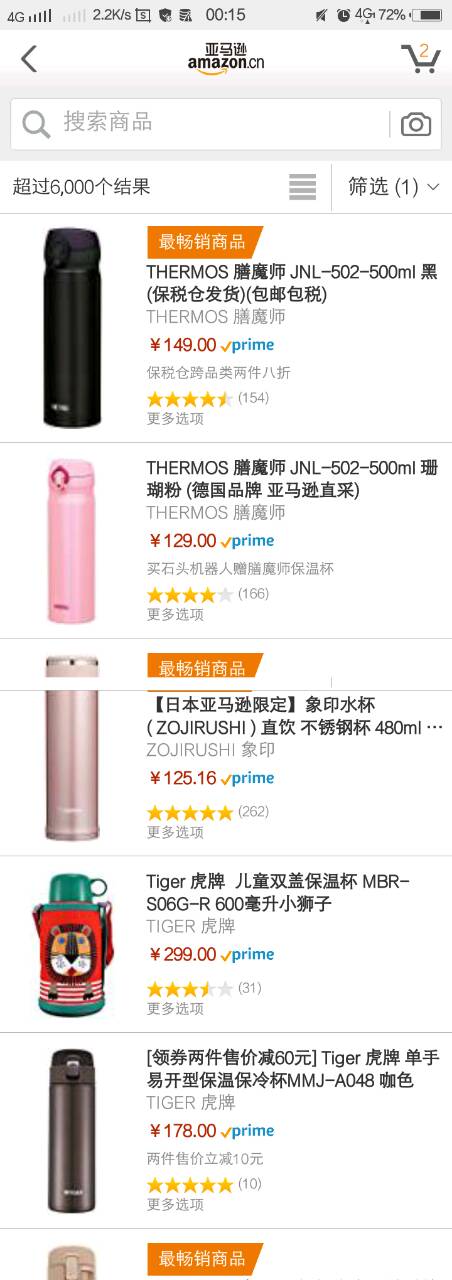 4G 2.2K/s 00:15 4G 72%
亚马逊
amazon.cn
2
搜索商品
超过6,000个结果
筛选 (1)
最畅销商品
THERMOS 膳魔师 JNL-502-500ml 黑
(保税仓发货)(包邮包税)
THERMOS 膳魔师
￥149.00 prime
保税仓跨品类两件八折
(154)
更多选项
THERMOS 膳魔师 JNL-502-500ml 珊
瑚粉 (德国品牌 亚马逊直采)
THERMOS 膳魔师
￥129.00 prime
买石头机器人赠膳魔师保温杯
(166)
更多选项
最畅销商品
【日本亚马逊限定】象印水杯
( ZOJIRUSHI ) 直饮 不锈钢杯 480ml …
ZOJIRUSHI 象印
￥125.16 prime
(262)
更多选项
Tiger 虎牌 儿童双盖保温杯 MBR-
S06G-R 600毫升小狮子
TIGER 虎牌
￥299.00 prime
(31)
更多选项
[领券两件售价减60元] Tiger 虎牌 单手
易开型保温保冷杯MMJ-A048 咖色
TIGER 虎牌
￥178.00 prime
两件售价立减10元
(10)
更多选项
最畅销商品